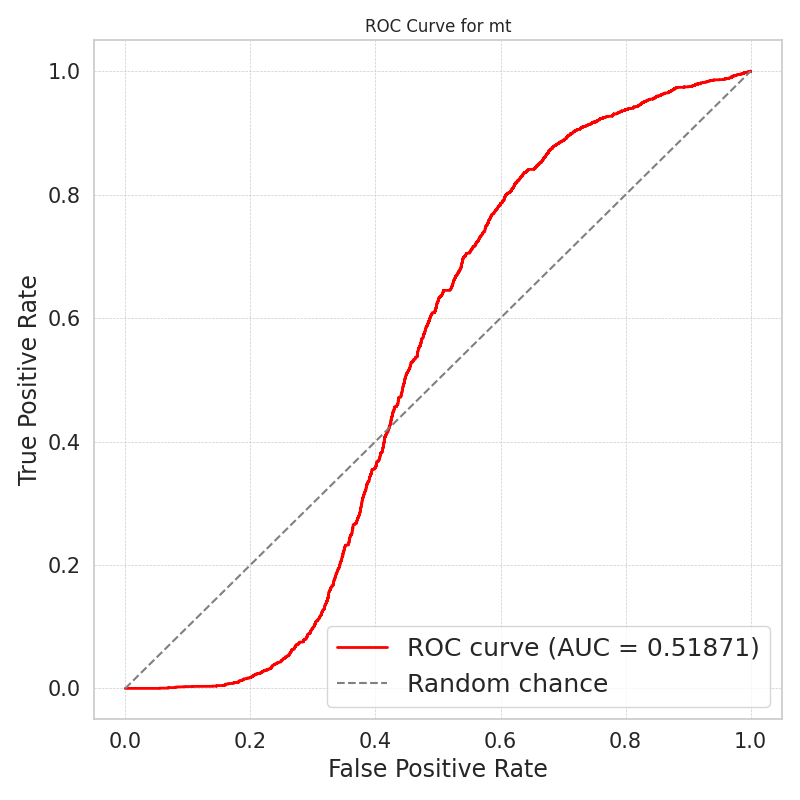 ROC Curve for mt
1.0
0.8
0.6
0.4
0.2
0.0
True Positive Rate
ROC curve (AUC = 0.51871)
Random chance
0.0 0.2 0.4 0.6 0.8 1.0
False Positive Rate